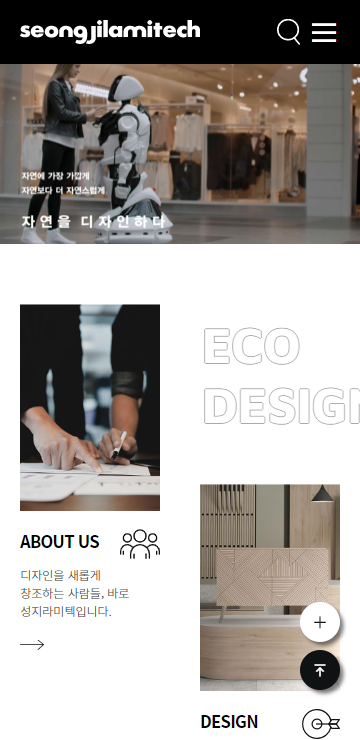 seongjilamitech
자연에 가장 가깝게
자연보다 더 자연스럽게
자연을 디자인하다
ECO
DESIGN
ABOUT US
디자인을 새롭게
창조하는 사람들, 바로
성지라미텍입니다.
DESIGN